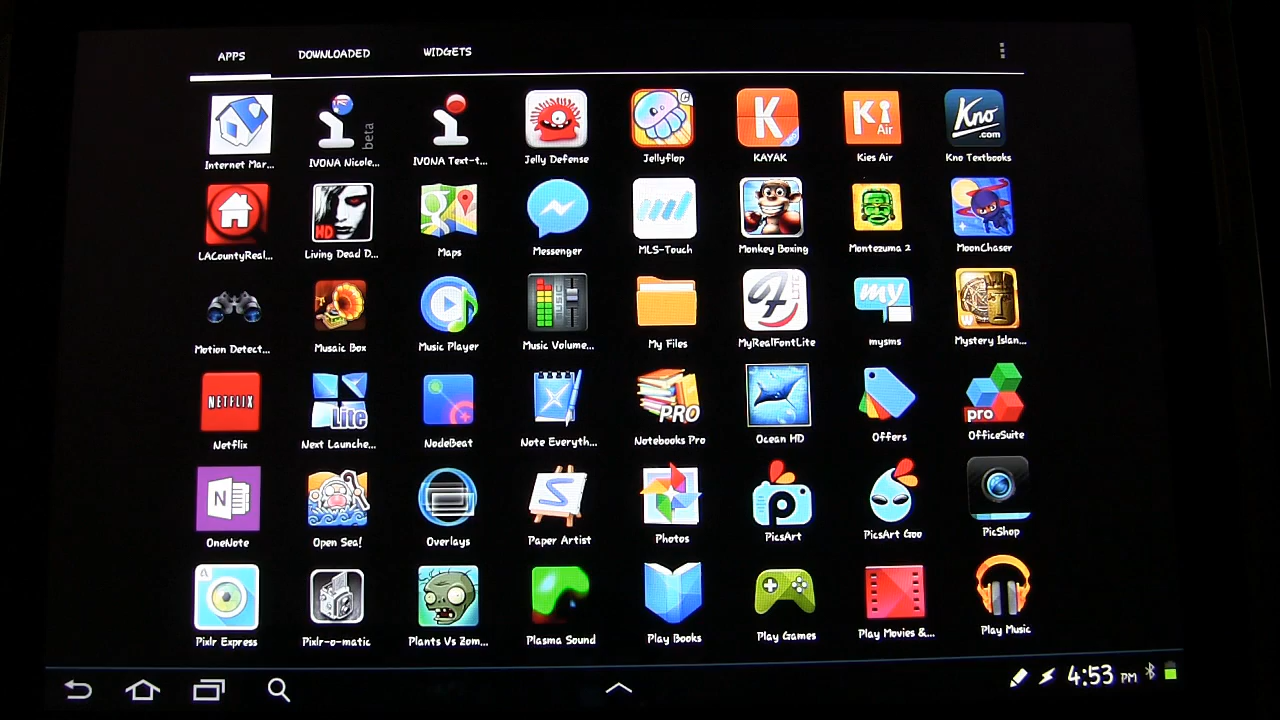 APPS DOWNLOADED WIDGETS
beta
Internet Mar... IVONA Nicole... IVONA Text-t... Jelly Defense Jellyflop KAYAK Kies Air Kno Textbooks
K PRO Ki Air Kno .com
HD g LITE my
LACountyReal... Living Dead D... Maps Messenger MLS-Touch Monkey Boxing Montezuma 2 MoonChaser
MUSIC
Motion Detect... Musaic Box Music Player Music Volume... My Files MyRealFontLite mysms Mystery Islan...
NETFLIX Lite PRO pro
Netflix Next Launche... NodeBeat Note Everyth... Notebooks Pro Ocean HD Offers OfficeSuite
N S P
OneNote Open Sea! Overlays Paper Artist Photos PicsArt PicsArt Goo PicShop
Pixlr Express Pixlr-o-matic Plants Vs Zom... Plasma Sound Play Books Play Games Play Movies &... Play Music
4:53 PM